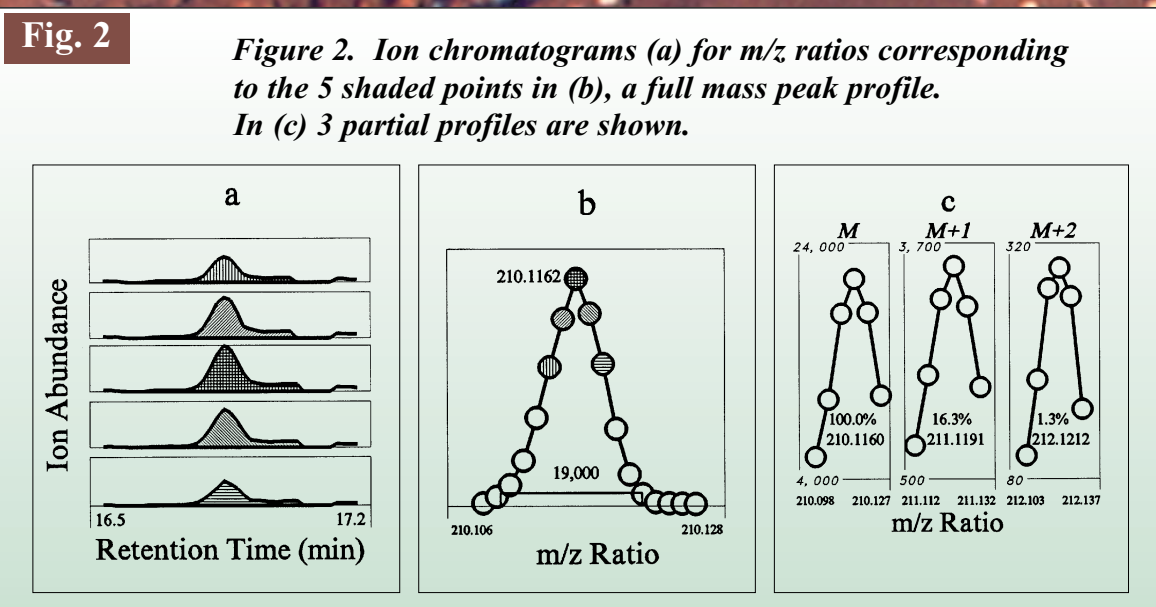 Fig. 2
Figure 2. Ion chromatograms (a) for m/z ratios corresponding
to the 5 shaded points in (b), a full mass peak profile.
In (c) 3 partial profiles are shown.
a
Ion Abundance
16.5 17.2
Retention Time (min)
b
210.1162
19,000
210.106 210.128
m/z Ratio
c
M M+1 M+2
24,000 3,700 320
100.0% 16.3% 1.3%
210.1160 211.1191 212.1212
4,000 500 80
210.098 210.127 211.112 211.132 212.103 212.137
m/z Ratio